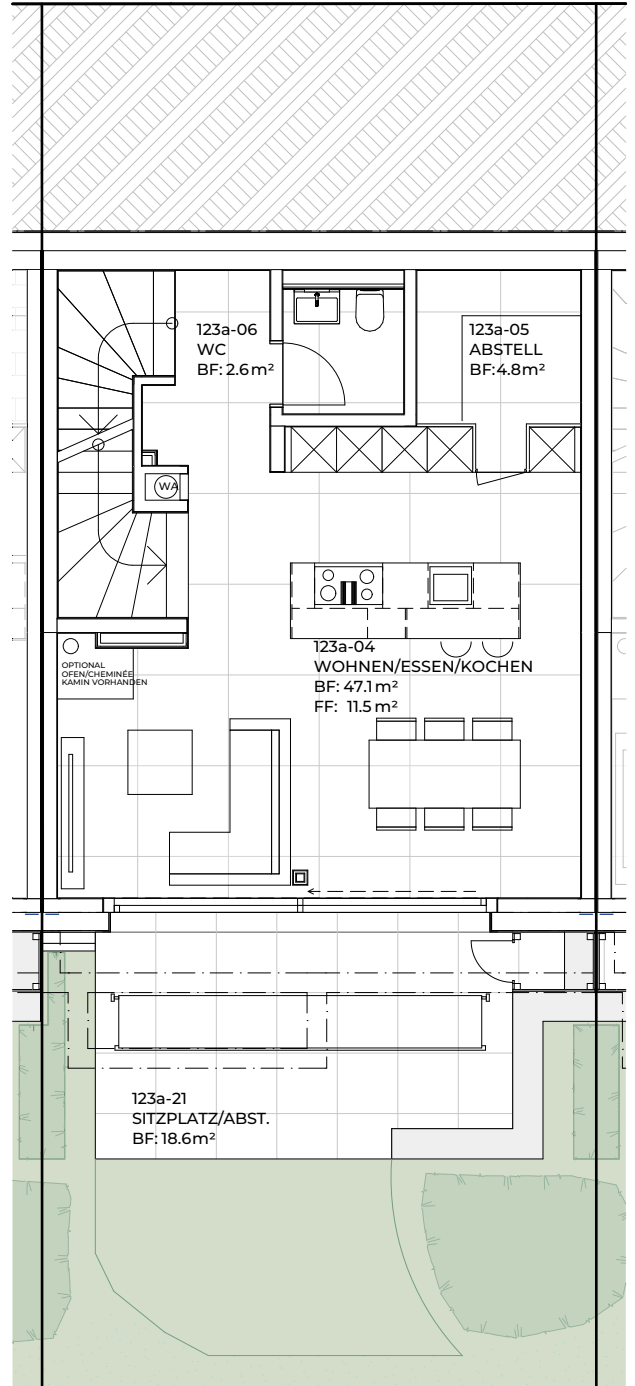 123a-06
WC
BF: 2.6 m²
123a-05
ABSTELL
BF: 4.8 m²
WA
123a-04
WOHNEN/ESSEN/KOCHEN
BF: 47.1 m²
FF: 11.5 m²
OPTIONAL
OFEN/CHEMINÉE
KAMIN VORHANDEN
123a-21
SITZPLATZ/ABST.
BF: 18.6 m²